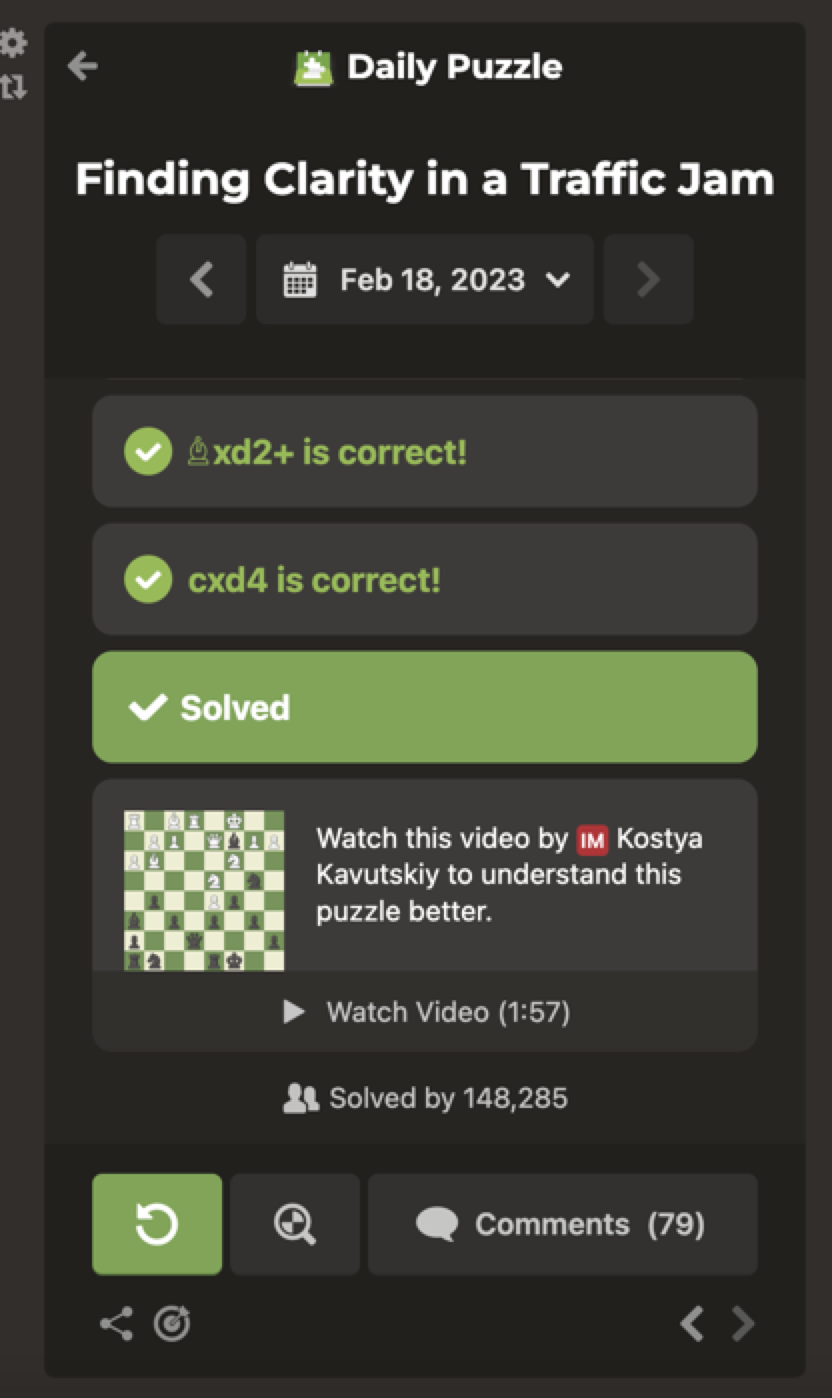 Daily Puzzle
Finding Clarity in a Traffic Jam
Feb 18, 2023
♗xd2+ is correct!
cxd4 is correct!
Solved
Watch this video by IM Kostya
Kavutskiy to understand this
puzzle better.
Watch Video (1:57)
Solved by 148,285
Comments (79)